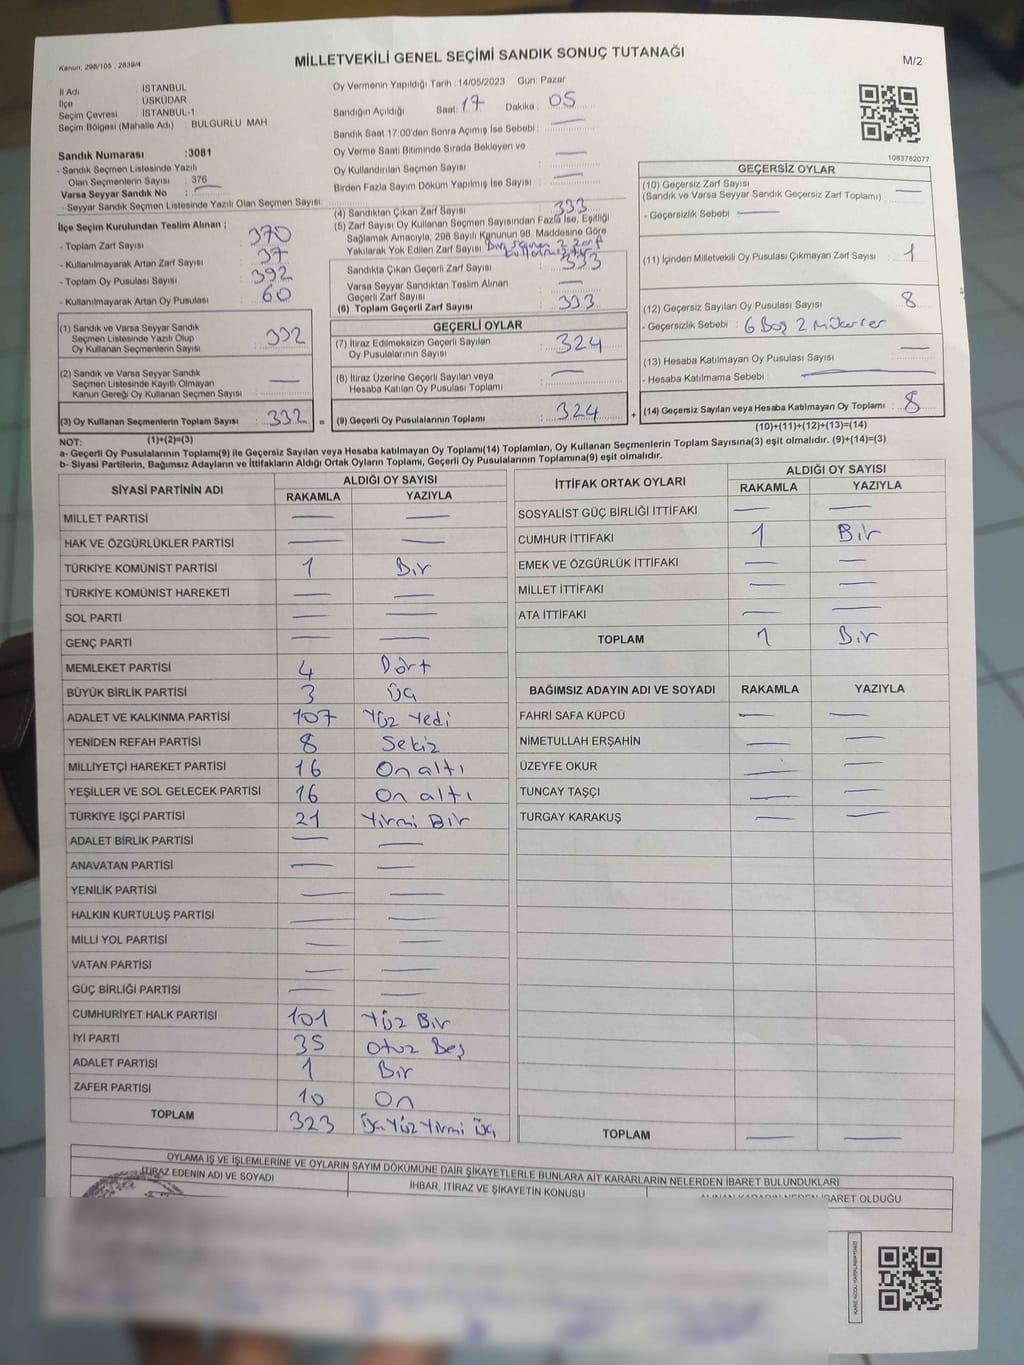 Kanun: 298/105 , 2839/4
MİLLETVEKİLİ GENEL SEÇİMİ SANDIK SONUÇ TUTANAĞI
M/2
İl Adı : İSTANBUL
İlçe : ÜSKÜDAR
Seçim Çevresi : İSTANBUL-1
Seçim Bölgesi (Mahalle Adı) : BULGURLU MAH.
Sandık Numarası :3081
- Sandık Seçmen Listesinde Yazılı
Olan Seçmenlerin Sayısı : 376
Varsa Seyyar Sandık No : —
- Seyyar Sandık Seçmen Listesinde Yazılı Olan Seçmen Sayısı:
Oy Vermenin Yapıldığı Tarih :14/05/2023 Gün: Pazar
Sandığın Açıldığı Saat: 17 Dakika : 05
Sandık Saat 17:00'den Sonra Açımış İse Sebebi : —
Oy Verme Saati Bitiminde Sırada Bekleyen ve
Oy Kullandırılan Seçmen Sayısı —
Birden Fazla Sayım Döküm Yapılmış İse Sayısı —
1083762077
İlçe Seçim Kurulundan Teslim Alınan ;
- Toplam Zarf Sayısı : 370
- Kullanılmayarak Artan Zarf Sayısı : 37
- Toplam Oy Pusulası Sayısı : 392
- Kullanılmayarak Artan Oy Pusulası : 60
(1) Sandık ve Varsa Seyyar Sandık
Seçmen Listesinde Yazılı Olup
Oy Kullanan Seçmenlerin Sayısı : 332
(2) Sandık ve Varsa Seyyar Sandık
Seçmen Listesinde Kayıtlı Olmayan
Kanun Gereği Oy Kullanan Seçmen Sayısı : —
(3) Oy Kullanan Seçmenlerin Toplam Sayısı : 332
(1)+(2)=(3)
(4) Sandıktan Çıkan Zarf Sayısı : 333
(5) Zarf Sayısı Oy Kullanan Seçmen Sayısından Fazla İse, Eşitliği
Sağlamak Amacıyla; 298 Sayılı Kanunun 98. Maddesine Göre
Yakılarak Yok Edilen Zarf Sayısı Bir seçmen 2 zarf
Sandıkta Çıkan Geçerli Zarf Sayısı : 333
Varsa Seyyar Sandıktan Teslim Alınan
Geçerli Zarf Sayısı : —
(6) Toplam Geçerli Zarf Sayısı : 333
GEÇERLİ OYLAR
(7) İtiraz Edilmeksizin Geçerli Sayılan
Oy Pusulalarının Sayısı : 324
(8) İtiraz Üzerine Geçerli Sayılan veya
Hesaba Katılan Oy Pusulası Toplamı : —
= (9) Geçerli Oy Pusulalarının Toplamı : 324
GEÇERSİZ OYLAR
(10) Geçersiz Zarf Sayısı : —
(Sandık ve Varsa Seyyar Sandık Geçersiz Zarf Toplamı)
- Geçersizlik Sebebi : —
(11) İçinden Milletvekili Oy Pusulası Çıkmayan Zarf Sayısı : 1
(12) Geçersiz Sayılan Oy Pusulası Sayısı : 8
- Geçersizlik Sebebi : 6 Boş 2 Mükerrer
(13) Hesaba Katılmayan Oy Pusulası Sayısı : —
- Hesaba Katılmama Sebebi : —
+ (14) Geçersiz Sayılan veya Hesaba Katılmayan Oy Toplamı : 8
(10)+(11)+(12)+(13)=(14)
NOT:
a- Geçerli Oy Pusulalarının Toplamı(9) ile Geçersiz Sayılan veya Hesaba katılmayan Oy Toplamı(14) Toplamları, Oy Kullanan Seçmenlerin Toplam Sayısına(3) eşit olmalıdır. (9)+(14)=(3)
b- Siyasi Partilerin, Bağımsız Adayların ve İttifakların Aldığı Ortak Oyların Toplamı, Geçerli Oy Pusulalarının Toplamına(9) eşit olmalıdır.
SİYASİ PARTİNİN ADI ALDIĞI OY SAYISI
RAKAMLA YAZIYLA
MİLLET PARTİSİ — —
HAK VE ÖZGÜRLÜKLER PARTİSİ — —
TÜRKİYE KOMÜNİST PARTİSİ 1 Bir
TÜRKİYE KOMÜNİST HAREKETİ — —
SOL PARTİ — —
GENÇ PARTİ — —
MEMLEKET PARTİSİ 4 Dört
BÜYÜK BİRLİK PARTİSİ 3 Üç
ADALET VE KALKINMA PARTİSİ 107 Yüz Yedi
YENİDEN REFAH PARTİSİ 8 Sekiz
MİLLİYETÇİ HAREKET PARTİSİ 16 On altı
YEŞİLLER VE SOL GELECEK PARTİSİ 16 On altı
TÜRKİYE İŞÇİ PARTİSİ 21 Yirmi Bir
ADALET BİRLİK PARTİSİ — —
ANAVATAN PARTİSİ — —
YENİLİK PARTİSİ — —
HALKIN KURTULUŞ PARTİSİ — —
MİLLİ YOL PARTİSİ — —
VATAN PARTİSİ — —
GÜÇ BİRLİĞİ PARTİSİ — —
CUMHURİYET HALK PARTİSİ 101 Yüz Bir
İYİ PARTİ 35 Otuz Beş
ADALET PARTİSİ 1 Bir
ZAFER PARTİSİ 10 On
TOPLAM 323 Üç Yüz Yirmi Üç
İTTİFAK ORTAK OYLARI ALDIĞI OY SAYISI
RAKAMLA YAZIYLA
SOSYALİST GÜÇ BİRLİĞİ İTTİFAKI — —
CUMHUR İTTİFAKI 1 Bir
EMEK VE ÖZGÜRLÜK İTTİFAKI — —
MİLLET İTTİFAKI — —
ATA İTTİFAKI — —
TOPLAM 1 Bir
BAĞIMSIZ ADAYIN ADI VE SOYADI RAKAMLA YAZIYLA
FAHRİ SAFA KÜPCÜ — —
NİMETULLAH ERŞAHİN — —
ÜZEYFE OKUR — —
TUNCAY TAŞÇI — —
TURGAY KARAKUŞ — —
TOPLAM — —
OYLAMA İŞ VE İŞLEMLERİNE VE OYLARIN SAYIM DÖKÜMÜNE DAİR ŞİKAYETLERLE BUNLARA AİT KARARLARIN NELERDEN İBARET BULUNDUKLARI
İTİRAZ EDENİN ADI VE SOYADI
İHBAR, İTİRAZ VE ŞİKAYETİN KONUSU
ALINAN KARARIN NEDEN İBARET OLDUĞU